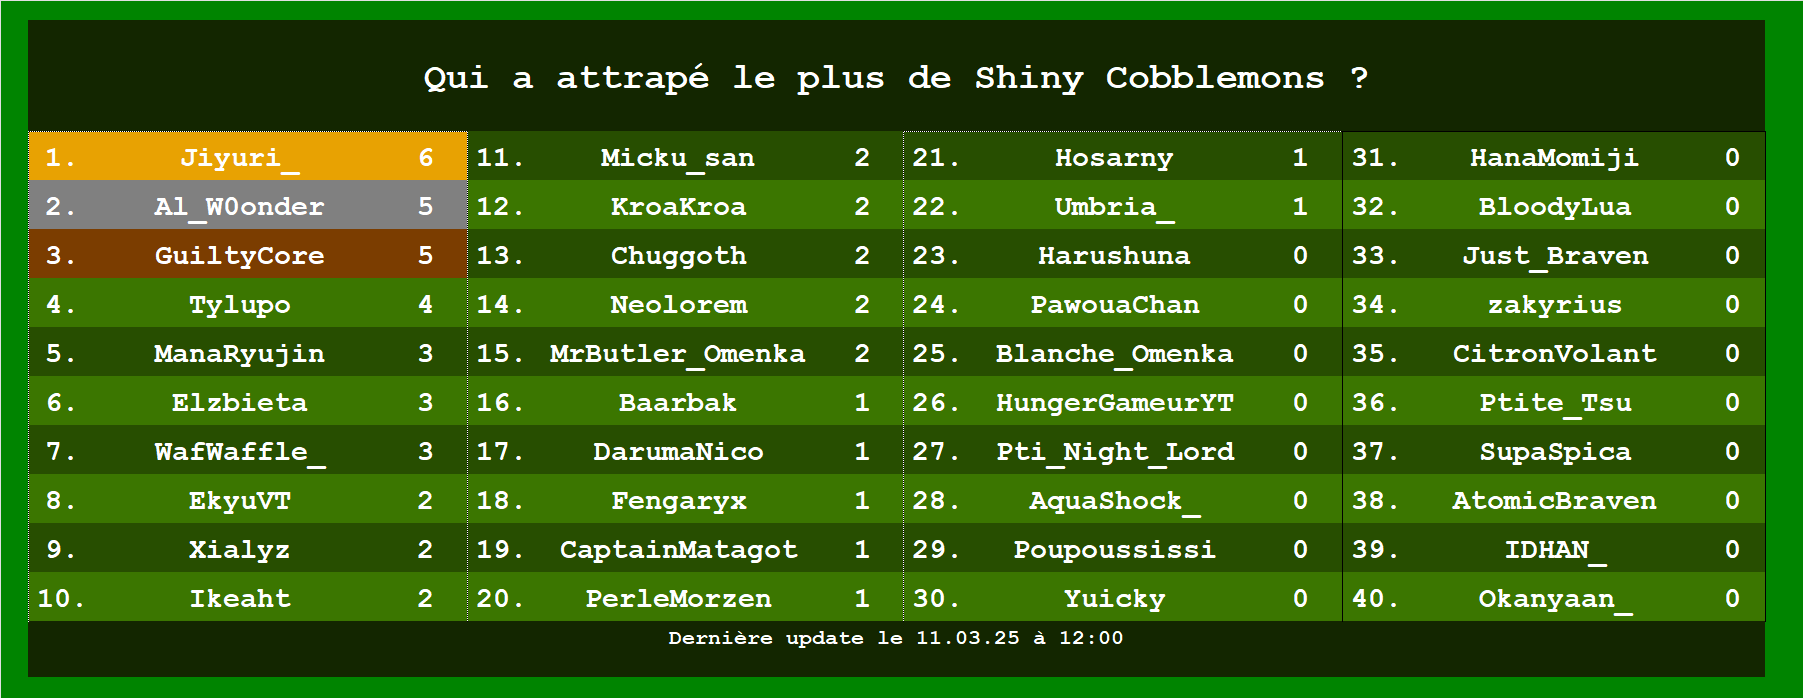 Qui a attrapé le plus de Shiny Cobblemons ?
1. Jiyuri_ 6
2. Al_W0onder 5
3. GuiltyCore 5
4. Tylupo 4
5. ManaRyujin 3
6. Elzbieta 3
7. WafWaffle_ 3
8. EkyuVT 2
9. Xialyz 2
10. Ikeaht 2
11. Micku_san 2
12. KroaKroa 2
13. Chuggoth 2
14. Neolorem 2
15. MrButler_Omenka 2
16. Baarbak 1
17. DarumaNico 1
18. Fengaryx 1
19. CaptainMatagot 1
20. PerleMorzen 1
21. Hosarny 1
22. Umbria_ 1
23. Harushuna 0
24. PawouaChan 0
25. Blanche_Omenka 0
26. HungerGameurYT 0
27. Pti_Night_Lord 0
28. AquaShock_ 0
29. Poupoussissi 0
30. Yuicky 0
31. HanaMomiji 0
32. BloodyLua 0
33. Just_Braven 0
34. zakyrius 0
35. CitronVolant 0
36. Ptite_Tsu 0
37. SupaSpica 0
38. AtomicBraven 0
39. IDHAN_ 0
40. Okanyaan_ 0
Dernière update le 11.03.25 à 12:00